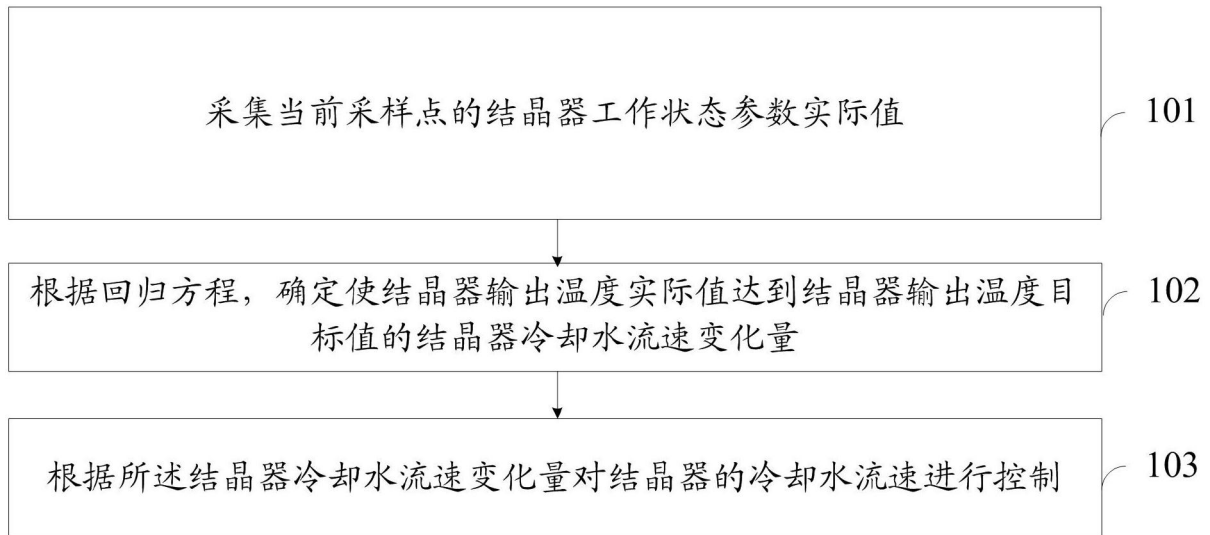 采集当前采样点的结晶器工作状态参数实际值
101
根据回归方程，确定使结晶器输出温度实际值达到结晶器输出温度目
标值的结晶器冷却水流速变化量
102
根据所述结晶器冷却水流速变化量对结晶器的冷却水流速进行控制
103